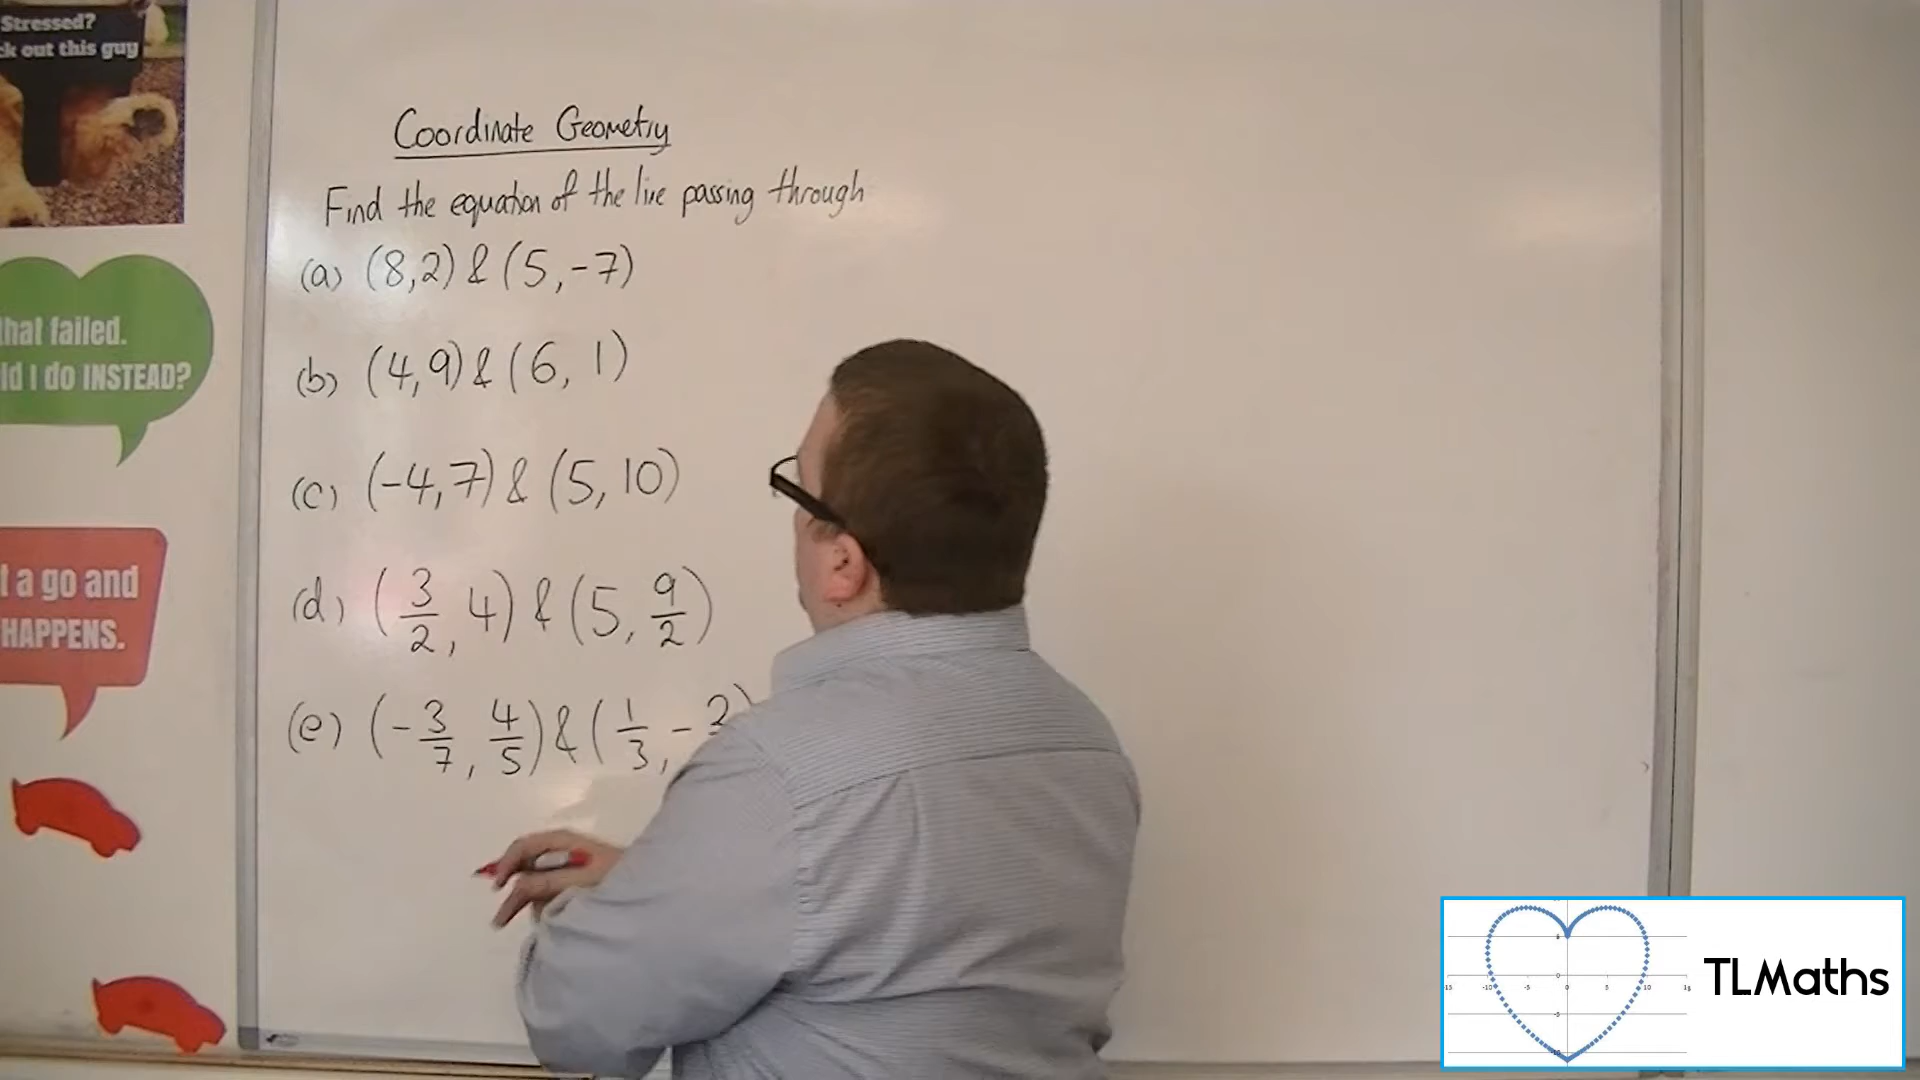 Stressed?
ck out this guy
Coordinate Geometry
Find the equation of the line passing through
(a) (8,2) & (5,-7)
that failed.
ld I do INSTEAD?
(b) (4,9) & (6, 1)
(c) (-4,7) & (5,10)
t a go and
HAPPENS.
(d) (3/2, 4) & (5, 9/2)
(e) (-3/7, 4/5) & (1/3, -
TLMaths